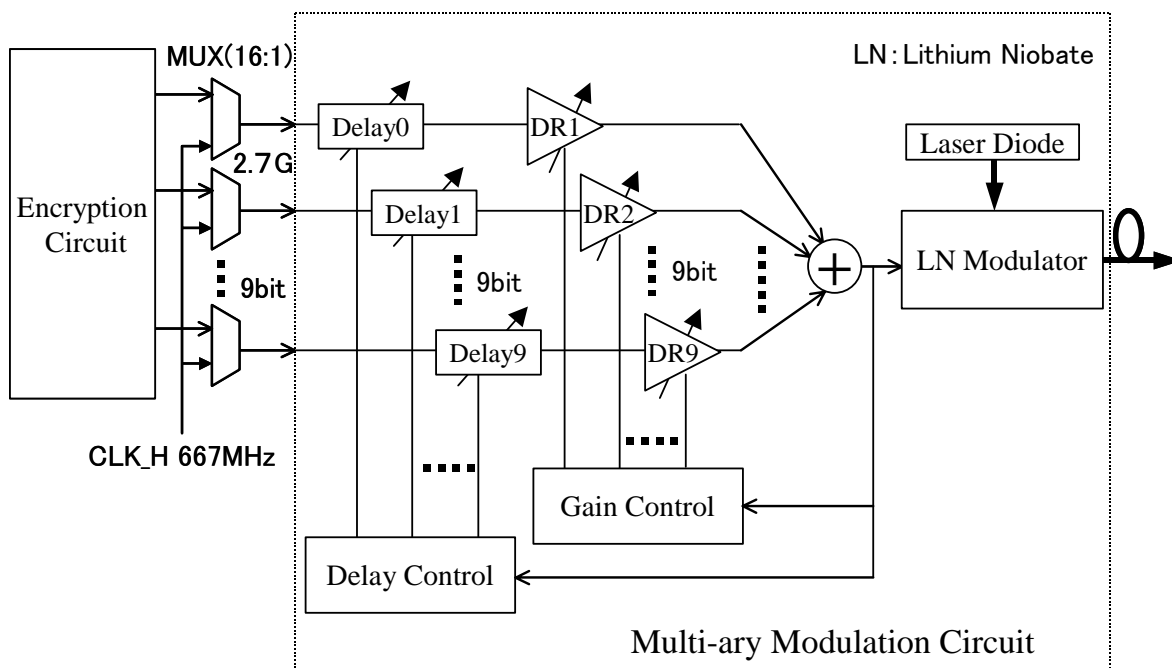 MUX(16:1)
LN：Lithium Niobate
Delay0
DR1
Laser Diode
2.7G
Encryption
Circuit
Delay1
DR2
LN Modulator
9bit
9bit
9bit
Delay9
DR9
CLK_H 667MHz
Gain Control
Delay Control
Multi-ary Modulation Circuit